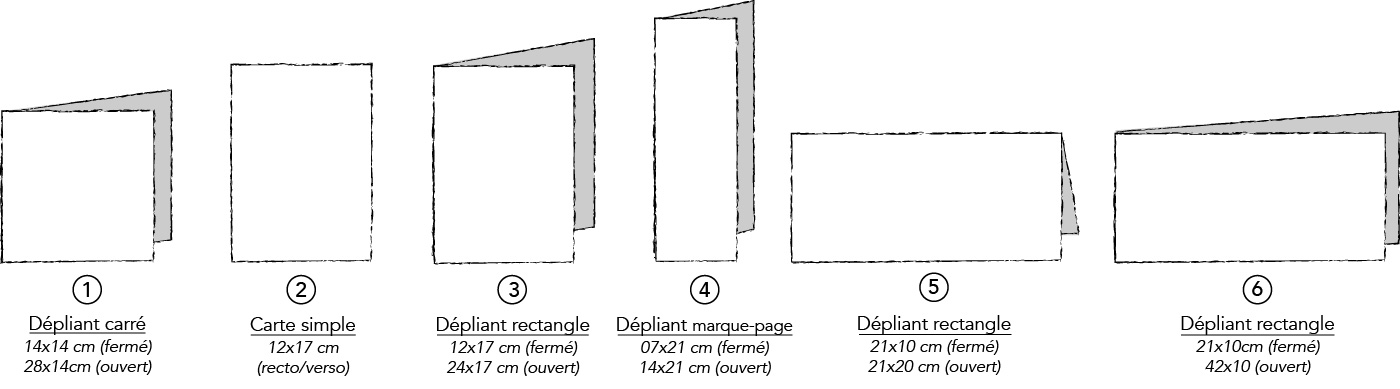 1
Dépliant carré
14x14 cm (fermé)
28x14cm (ouvert)
2
Carte simple
12x17 cm
(recto/verso)
3
Dépliant rectangle
12x17 cm (fermé)
24x17 cm (ouvert)
4
Dépliant marque-page
07x21 cm (fermé)
14x21 cm (ouvert)
5
Dépliant rectangle
21x10 cm (fermé)
21x20 cm (ouvert)
6
Dépliant rectangle
21x10cm (fermé)
42x10 (ouvert)